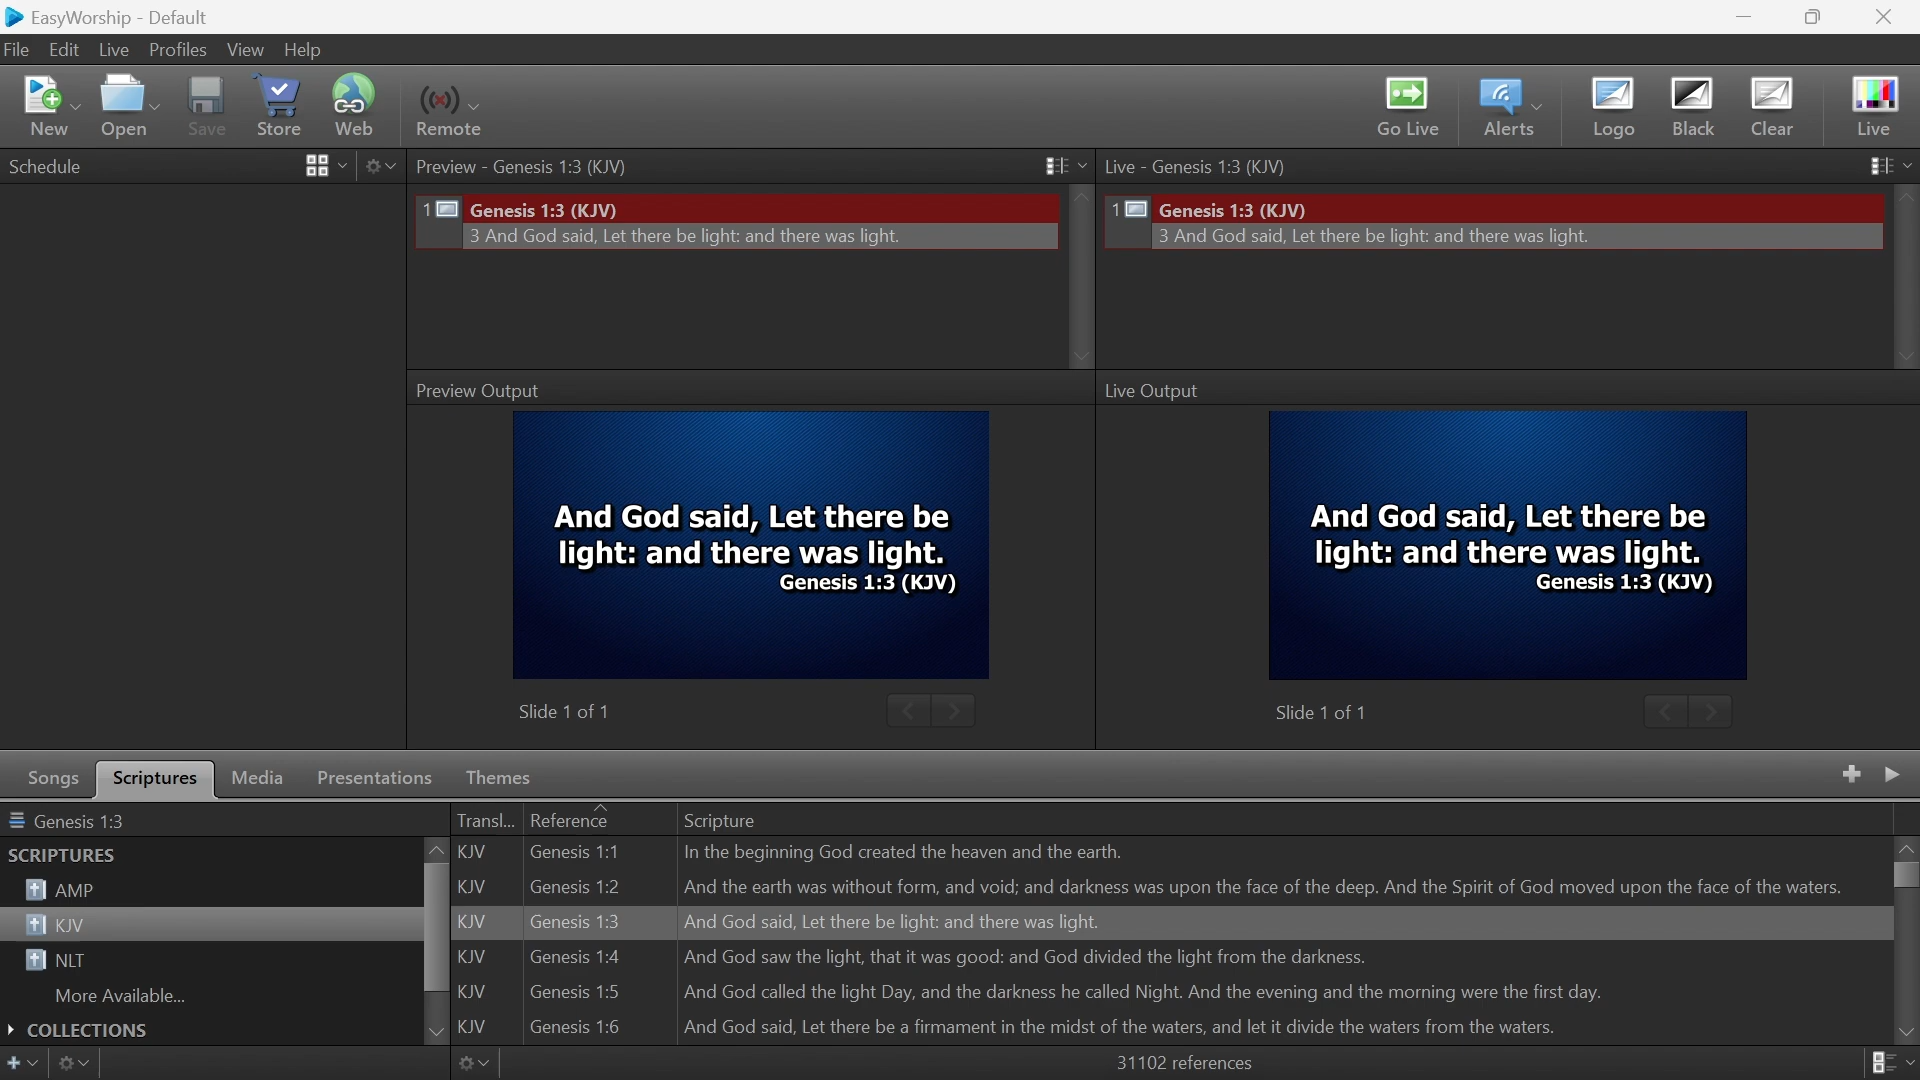 EasyWorship - Default
File Edit Live Profiles View Help
New Open Save Store Web Remote Go Live Alerts Logo Black Clear Live
Schedule
Preview - Genesis 1:3 (KJV)
1 Genesis 1:3 (KJV)
3 And God said, Let there be light: and there was light.
Live - Genesis 1:3 (KJV)
1 Genesis 1:3 (KJV)
3 And God said, Let there be light: and there was light.
Preview Output
And God said, Let there be
light: and there was light.
Genesis 1:3 (KJV)
Slide 1 of 1
Live Output
And God said, Let there be
light: and there was light.
Genesis 1:3 (KJV)
Slide 1 of 1
Songs Scriptures Media Presentations Themes
Genesis 1:3
SCRIPTURES
AMP
KJV
NLT
More Available...
COLLECTIONS
Transl... Reference Scripture
KJV Genesis 1:1 In the beginning God created the heaven and the earth.
KJV Genesis 1:2 And the earth was without form, and void; and darkness was upon the face of the deep. And the Spirit of God moved upon the face of the waters.
KJV Genesis 1:3 And God said, Let there be light: and there was light.
KJV Genesis 1:4 And God saw the light, that it was good: and God divided the light from the darkness.
KJV Genesis 1:5 And God called the light Day, and the darkness he called Night. And the evening and the morning were the first day.
KJV Genesis 1:6 And God said, Let there be a firmament in the midst of the waters, and let it divide the waters from the waters.
31102 references